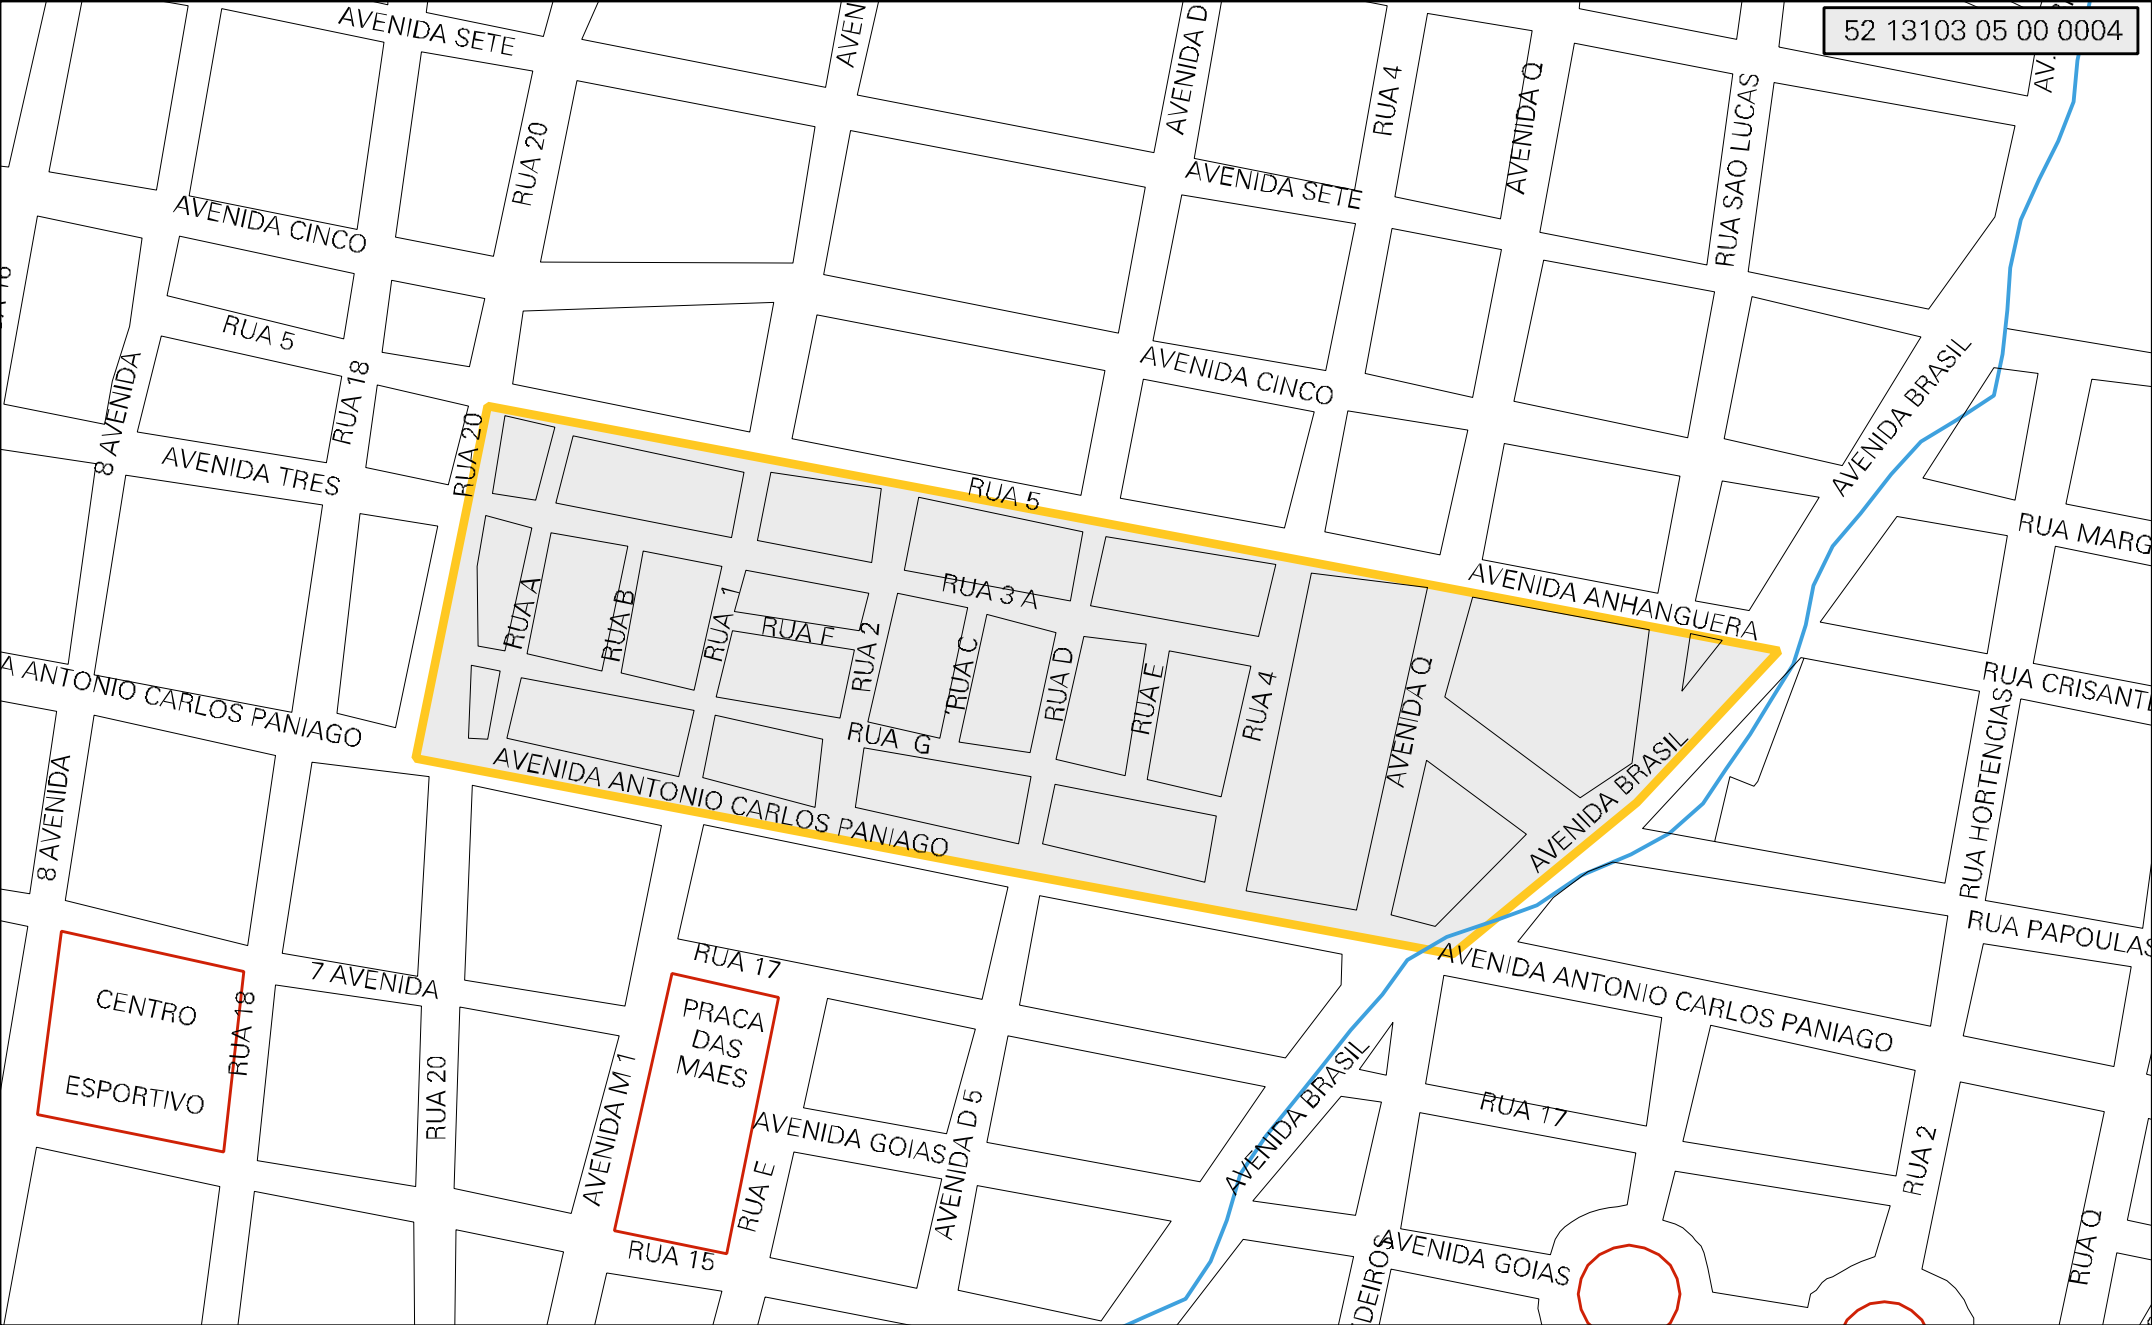 AVENIDA SETE
AVEN
AVENIDA D
RUA 4
AVENIDA Q
RUA SAO LUCAS
52 13103 05 00 0004
AV.
RUA 20
AVENIDA SETE
AVENIDA CINCO
RUA 5
RUA 18
8 AVENIDA
AVENIDA TRES
RUA 20
AVENIDA CINCO
AVENIDA BRASIL
RUA 5
RUA MARG
AVENIDA ANHANGUERA
RUA 3 A
RUA A
RUA B
RUA 1
RUA F
RUA 2
'RUA C
RUA D
RUA E
RUA 4
AVENIDA Q
RUA G
RUA CRISANTE
A ANTONIO CARLOS PANIAGO
AVENIDA ANTONIO CARLOS PANIAGO
AVENIDA BRASIL
RUA HORTENCIAS
8 AVENIDA
RUA PAPOULAS
RUA 17
7 AVENIDA
AVENIDA ANTONIO CARLOS PANIAGO
CENTRO
ESPORTIVO
RUA 18
RUA 20
PRACA
DAS
MAES
AVENIDA M 1
AVENIDA GOIAS
RUA E
AVENIDA D 5
AVENIDA BRASIL
RUA 17
RUA 2
RUA 15
AVENIDA GOIAS
DEIROS
RUA Q